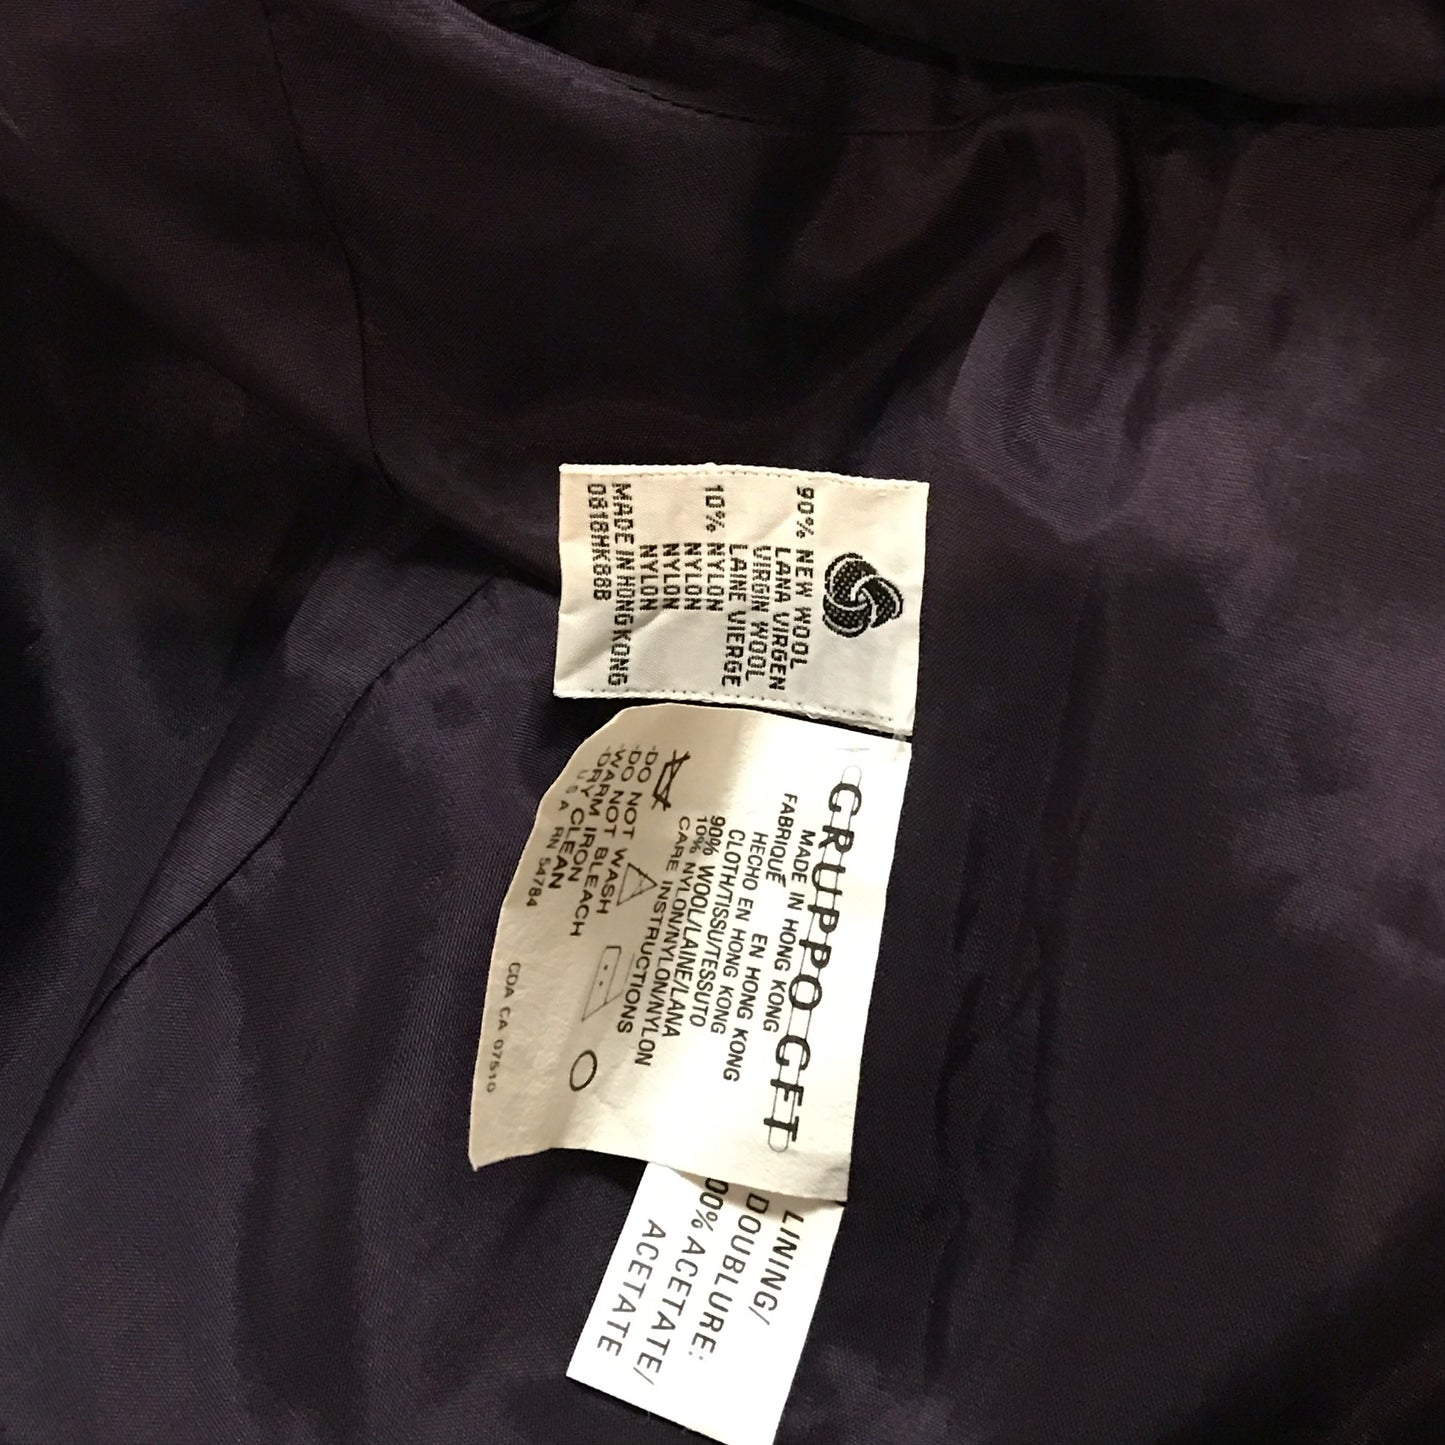 90% NEW WOOL
LANA VIRGEN
VIRGIN WOOL
LAINE VIERGE
10% NYLON
NYLON
NYLON
NYLON
MADE IN HONG KONG
0818HK88B
GRUPPO GFT
MADE IN HONG KONG
FABRIQUÉ EN HONG KONG
HECHO EN HONG KONG
CLOTH/TISSU/TESSUTO
90% WOOL/LAINE/LANA
10% NYLON/NYLON/NYLON
CARE INSTRUCTIONS
-DO NOT WASH
-DO NOT BLEACH
-WARM IRON
-DRY CLEAN
USA RN 54784
CDA CA 07510
LINING/
DOUBLURE:
00% ACETATE/
ACETATE